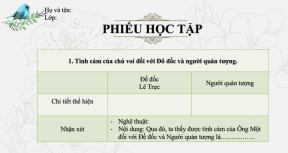 Họ và tên:
Lớp:
PHIẾU HỌC TẬP
1. Tình cảm của chú voi đối với Đô đốc và người quản tượng.
Đề đốc
Lê Trực
Người quản tượng
Chi tiết thể hiện
Nhận xét
- Nghệ thuật:
- Nội dung: Qua đó, ta thấy được tình cảm của Ông Một
đối với Đề đốc và Người quản tượng là……………